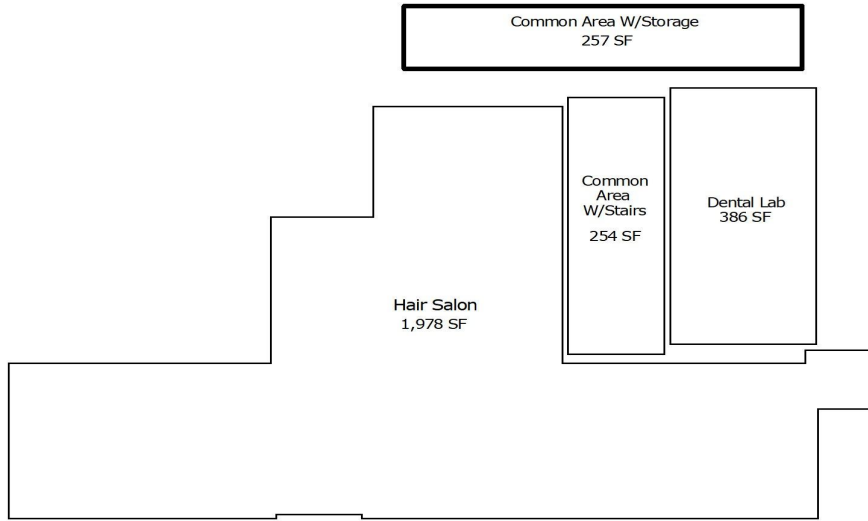 Common Area W/Storage
257 SF
Common
Area
W/Stairs
254 SF
Dental Lab
386 SF
Hair Salon
1,978 SF